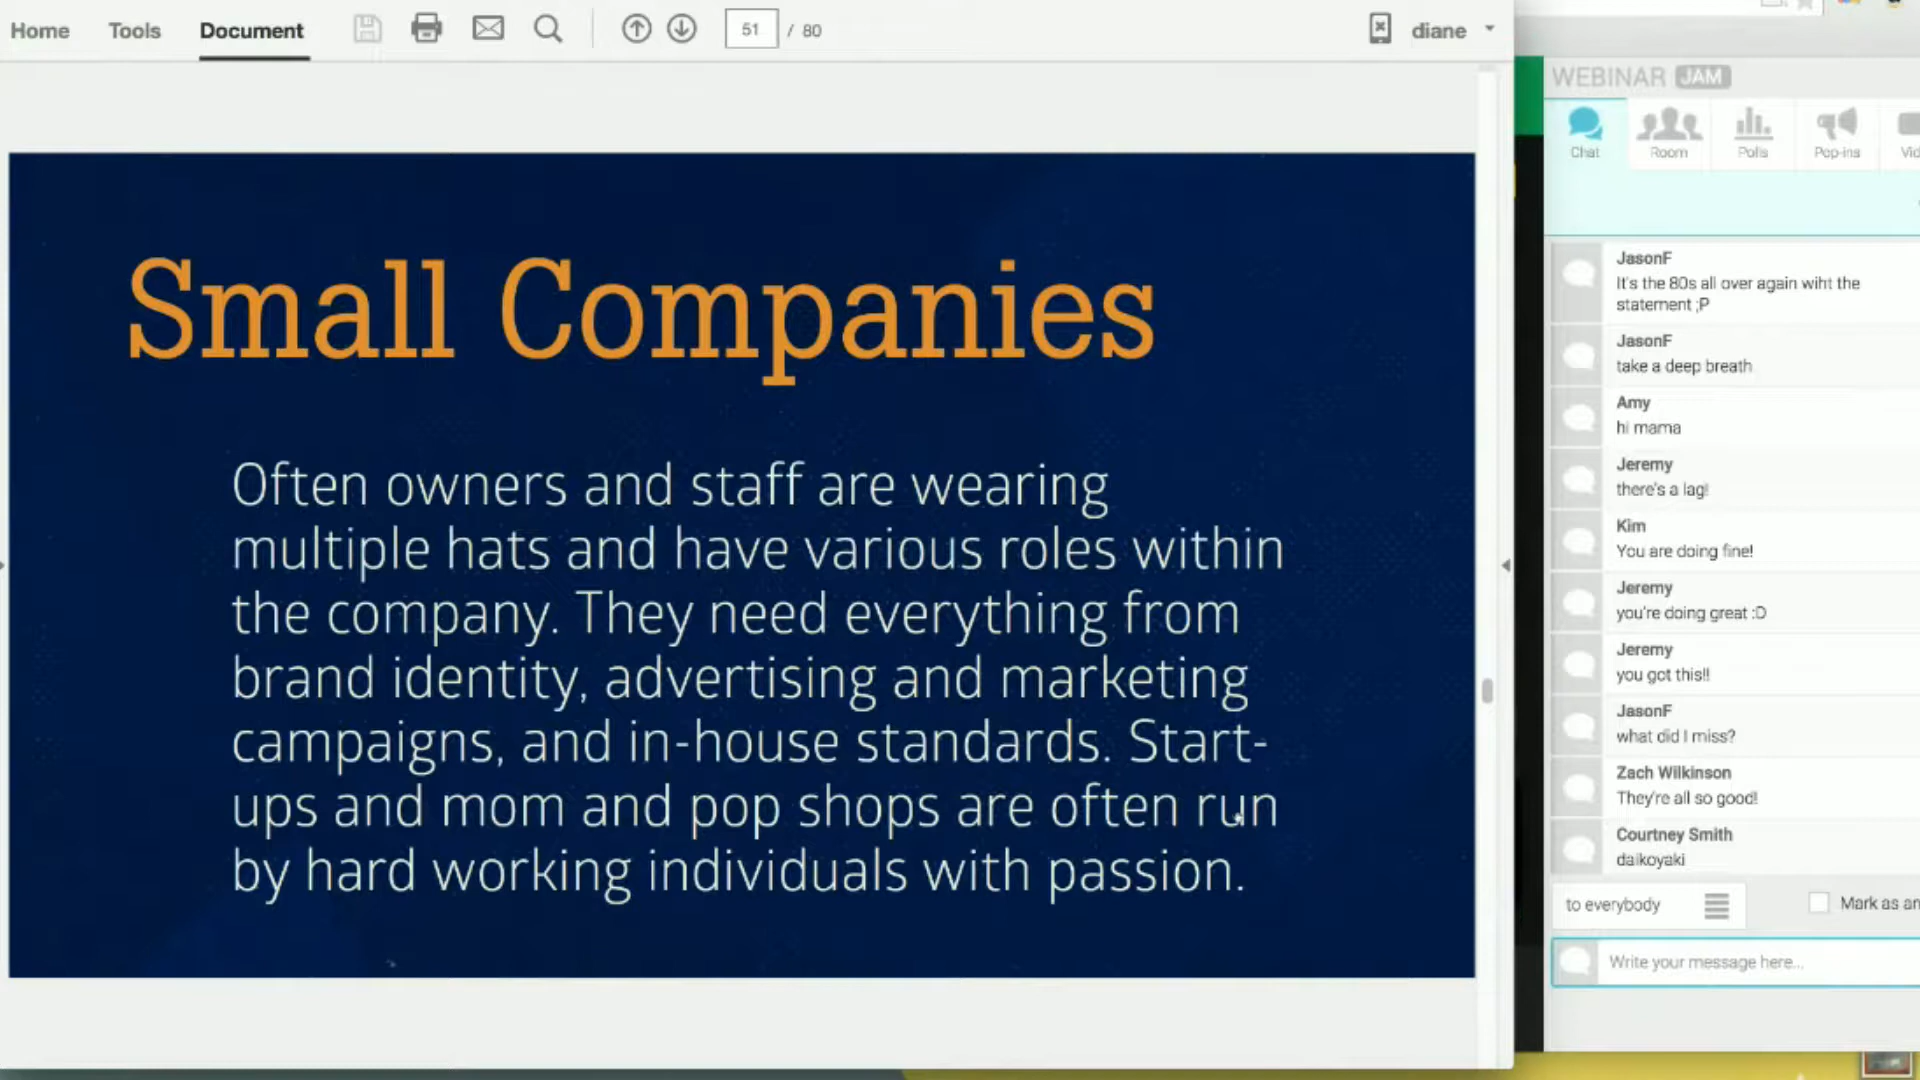 Home Tools Document 51 / 80 diane
Small Companies
Often owners and staff are wearing
multiple hats and have various roles within
the company. They need everything from
brand identity, advertising and marketing
campaigns, and in-house standards. Start-
ups and mom and pop shops are often run
by hard working individuals with passion.
WEBINAR JAM
Chat Room Polls Pop-ins Vid
JasonF
It's the 80s all over again wiht the
statement ;P
JasonF
take a deep breath
Amy
hi mama
Jeremy
there's a lag!
Kim
You are doing fine!
Jeremy
you're doing great :D
Jeremy
you got this!!
JasonF
what did I miss?
Zach Wilkinson
They're all so good!
Courtney Smith
daikoyaki
to everybody Mark as an
Write your message here...